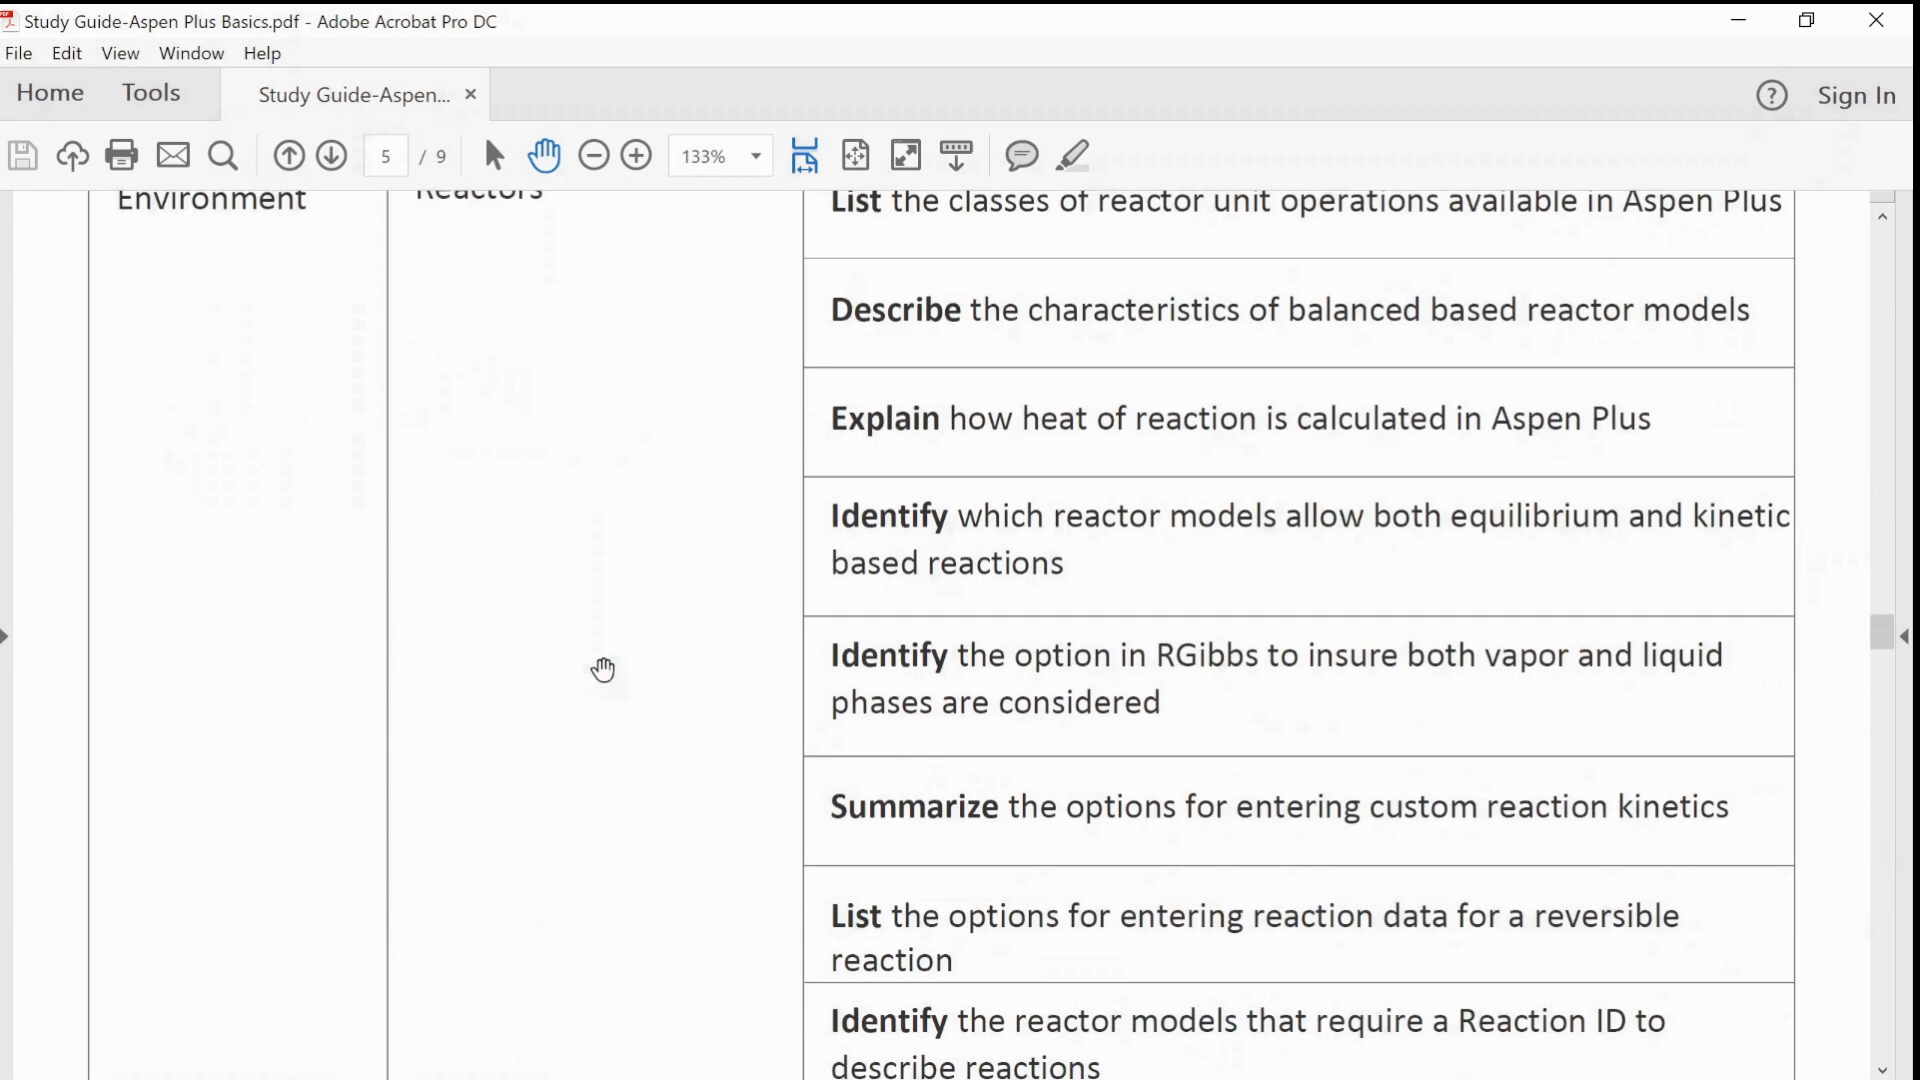 Study Guide-Aspen Plus Basics.pdf - Adobe Acrobat Pro DC
File Edit View Window Help
Home Tools Study Guide-Aspen... Sign In
5 / 9 133%
Environment
Reactors
List the classes of reactor unit operations available in Aspen Plus
Describe the characteristics of balanced based reactor models
Explain how heat of reaction is calculated in Aspen Plus
Identify which reactor models allow both equilibrium and kinetic
based reactions
Identify the option in RGibbs to insure both vapor and liquid
phases are considered
Summarize the options for entering custom reaction kinetics
List the options for entering reaction data for a reversible
reaction
Identify the reactor models that require a Reaction ID to
describe reactions